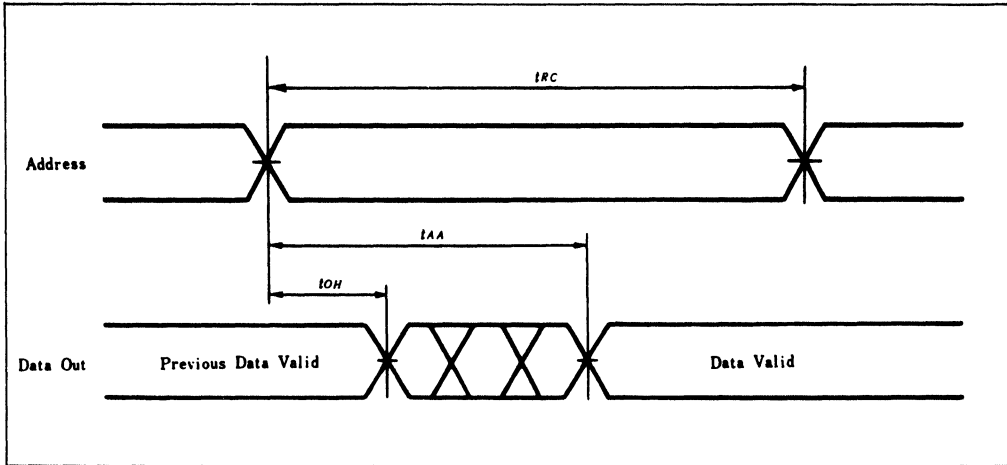 tRC
Address
tAA
tOH
Data Out
Previous Data Valid
Data Valid